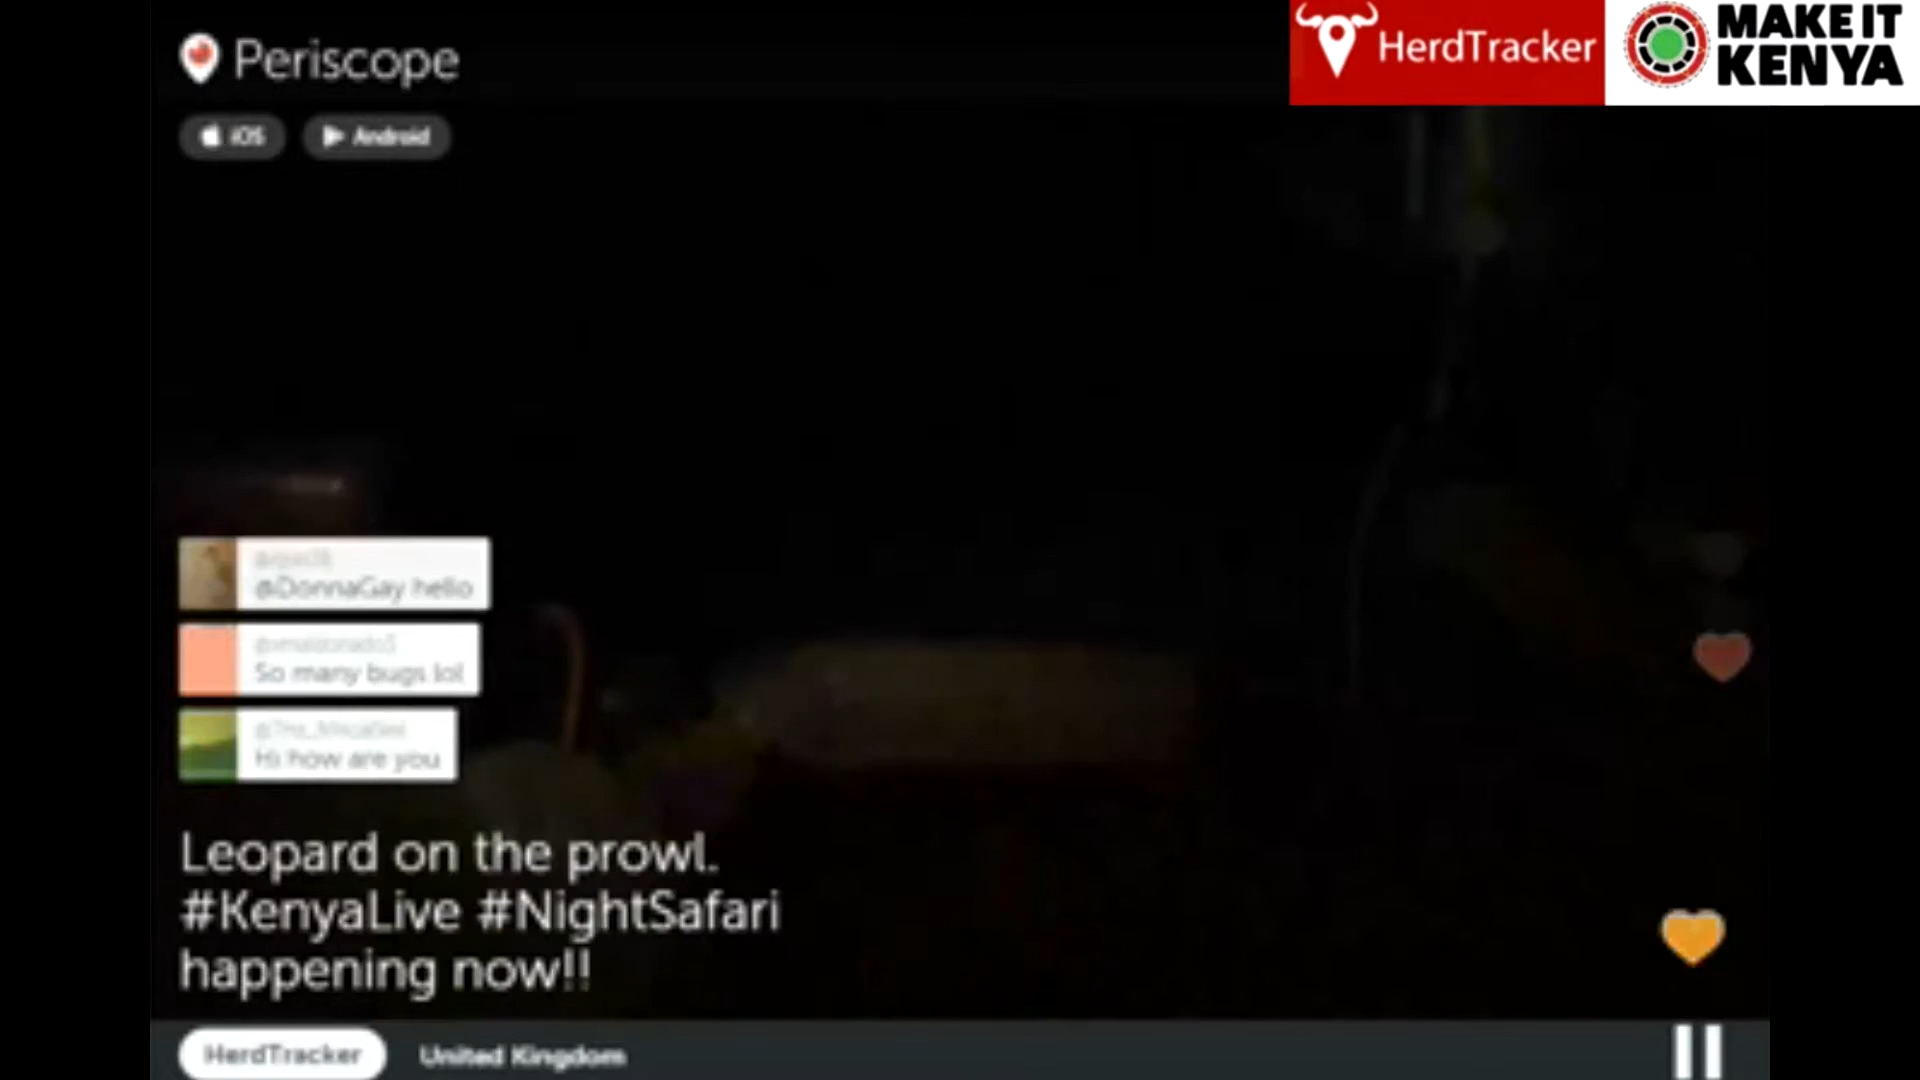 Periscope
HerdTracker
MAKE IT
KENYA
iOS
Android
@DonnaGay hello
So many bugs lol
Hi how are you
Leopard on the prowl.
#KenyaLive #NightSafari
happening now!!
HerdTracker
United Kingdom